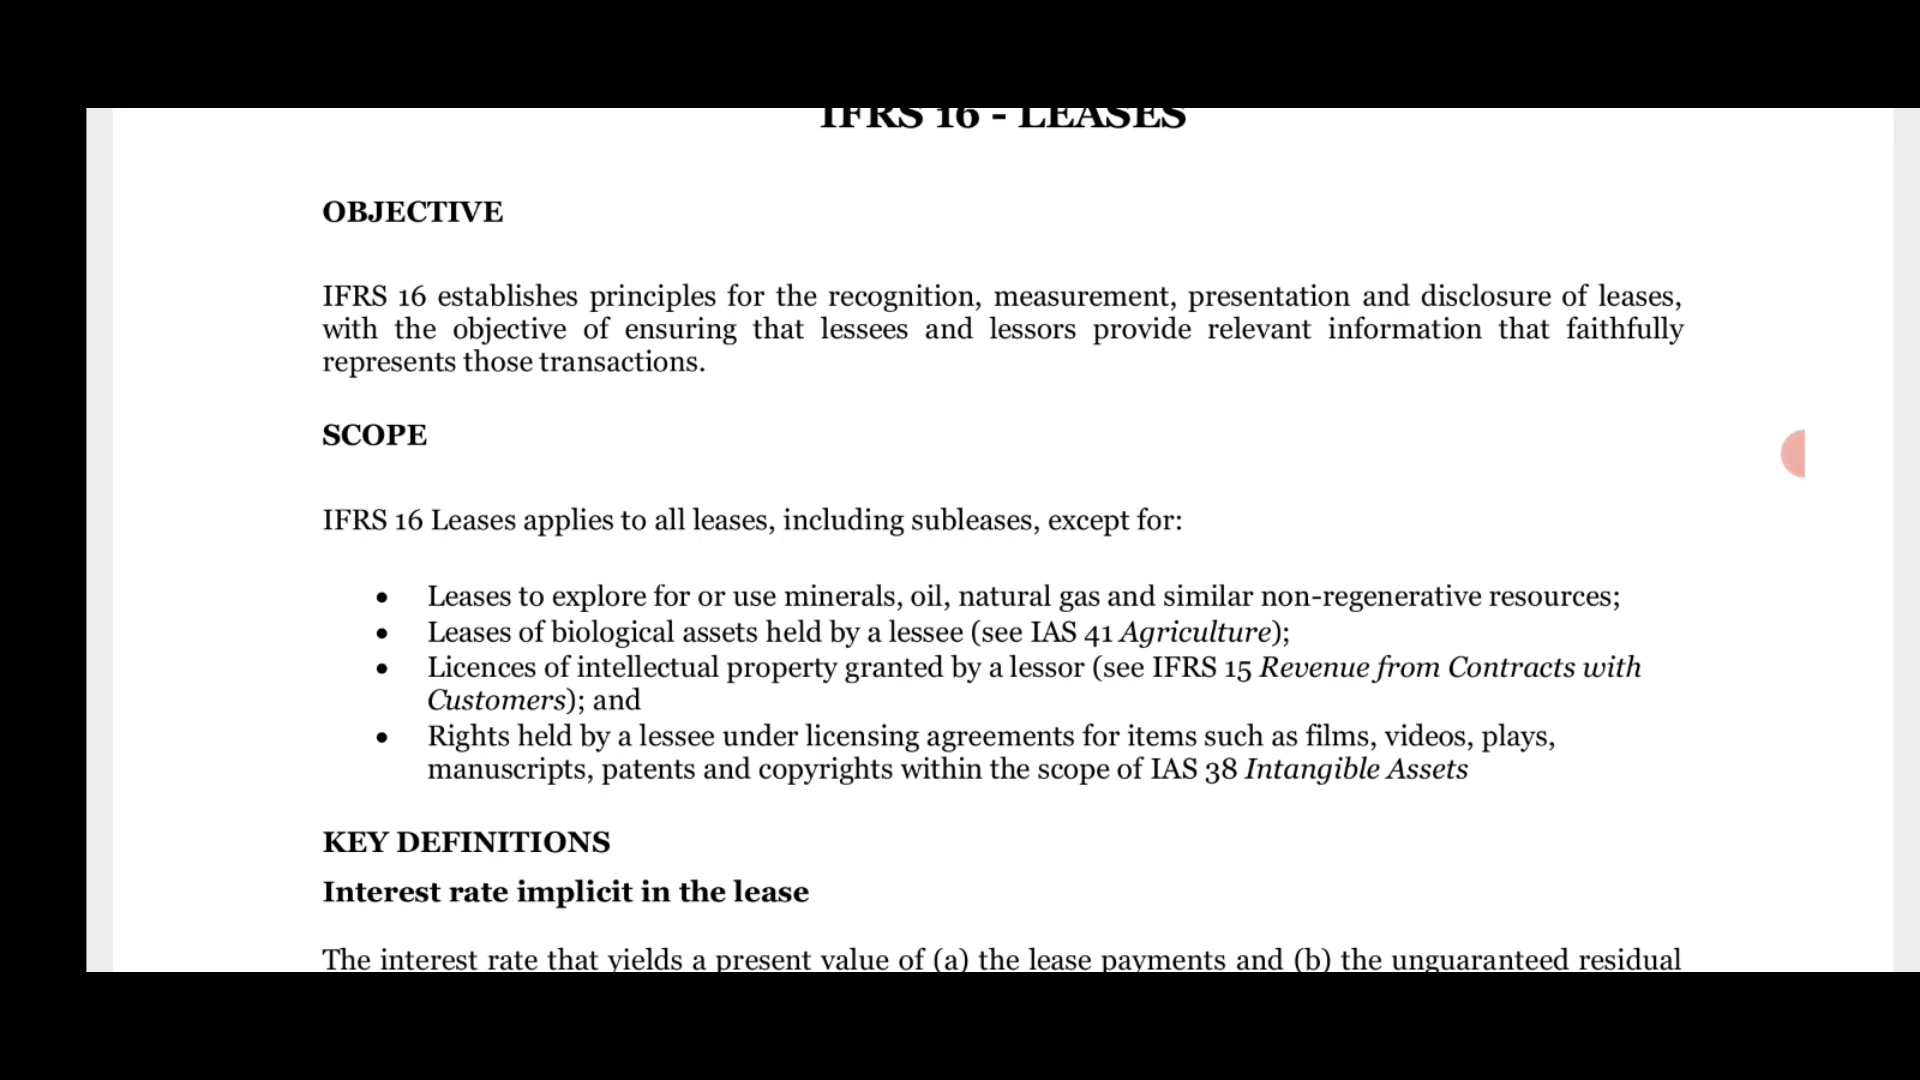 IFRS 16 - LEASES
OBJECTIVE
IFRS 16 establishes principles for the recognition, measurement, presentation and disclosure of leases,
with the objective of ensuring that lessees and lessors provide relevant information that faithfully
represents those transactions.
SCOPE
IFRS 16 Leases applies to all leases, including subleases, except for:
• Leases to explore for or use minerals, oil, natural gas and similar non-regenerative resources;
• Leases of biological assets held by a lessee (see IAS 41 Agriculture);
• Licences of intellectual property granted by a lessor (see IFRS 15 Revenue from Contracts with
Customers); and
• Rights held by a lessee under licensing agreements for items such as films, videos, plays,
manuscripts, patents and copyrights within the scope of IAS 38 Intangible Assets
KEY DEFINITIONS
Interest rate implicit in the lease
The interest rate that yields a present value of (a) the lease payments and (b) the unguaranteed residual